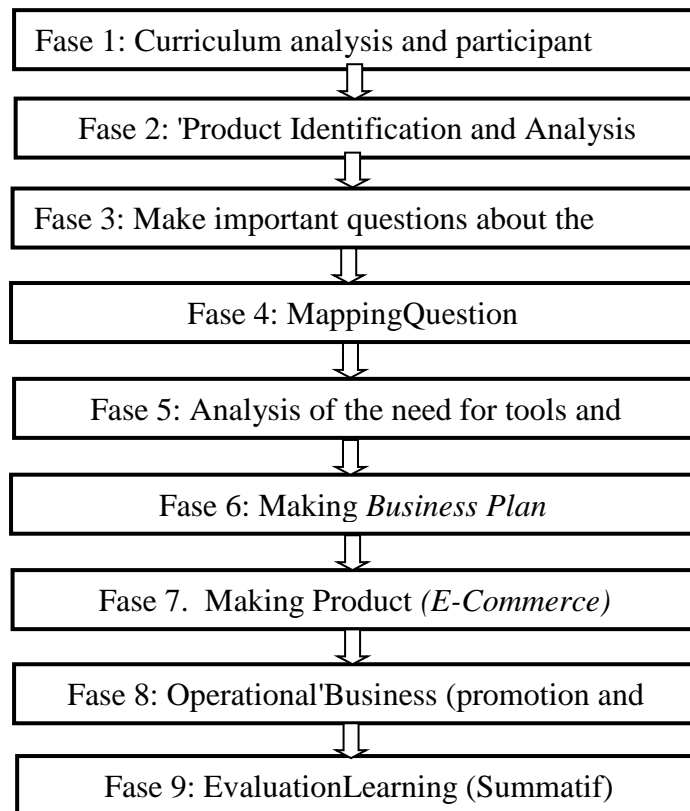 Fase 1: Curriculum analysis and participant
Fase 2: 'Product Identification and Analysis
Fase 3: Make important questions about the
Fase 4: MappingQuestion
Fase 5: Analysis of the need for tools and
Fase 6: Making Business Plan
Fase 7. Making Product (E-Commerce)
Fase 8: Operational'Business (promotion and
Fase 9: EvaluationLearning (Summatif)